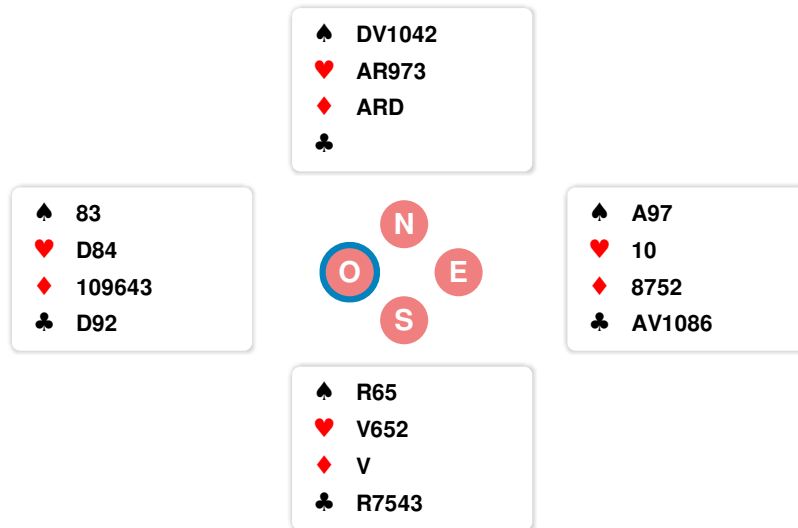 ♠ DV1042
♥ AR973
♦ ARD
♣
♠ 83
♥ D84
♦ 109643
♣ D92
N
O E
S
♠ A97
♥ 10
♦ 8752
♣ AV1086
♠ R65
♥ V652
♦ V
♣ R7543